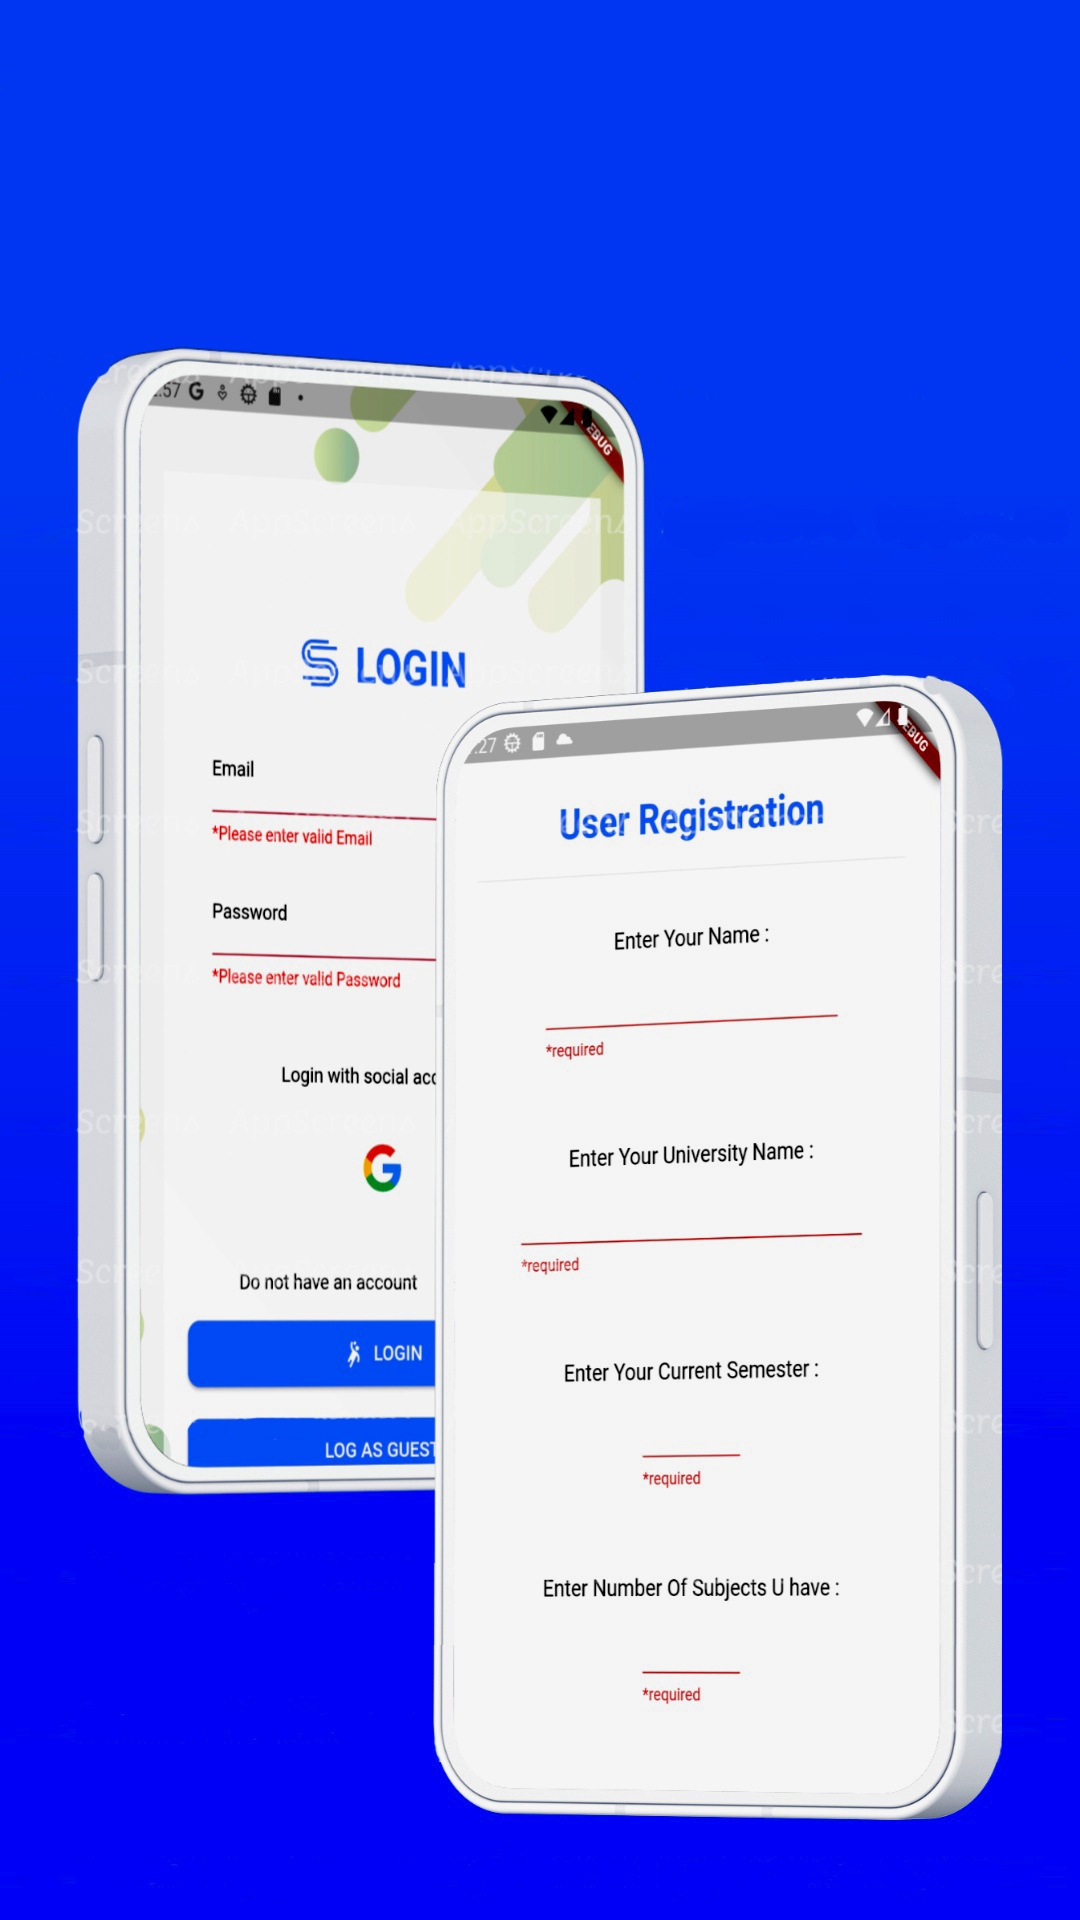 :57
EBUG
AppScreens
LOGIN
Email
*Please enter valid Email
Password
*Please enter valid Password
Login with social acc
G
Do not have an account
LOGIN
LOG AS GUEST
:27
EBUG
User Registration
Enter Your Name :
*required
Enter Your University Name :
*required
Enter Your Current Semester :
*required
Enter Number Of Subjects U have :
*required